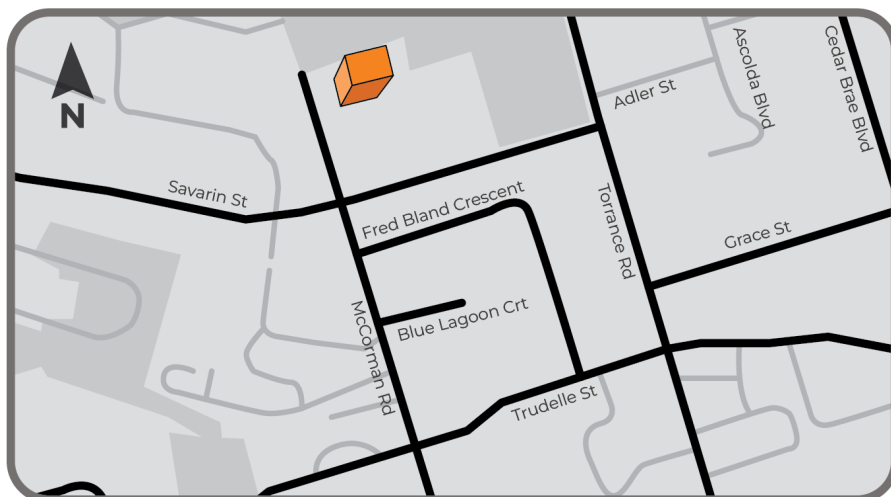 N
Savarin St
Fred Bland Crescent
Adler St
Ascolda Blvd
Cedar Brae Blvd
Torrance Rd
Grace St
McCorman Rd
Blue Lagoon Crt
Trudelle St